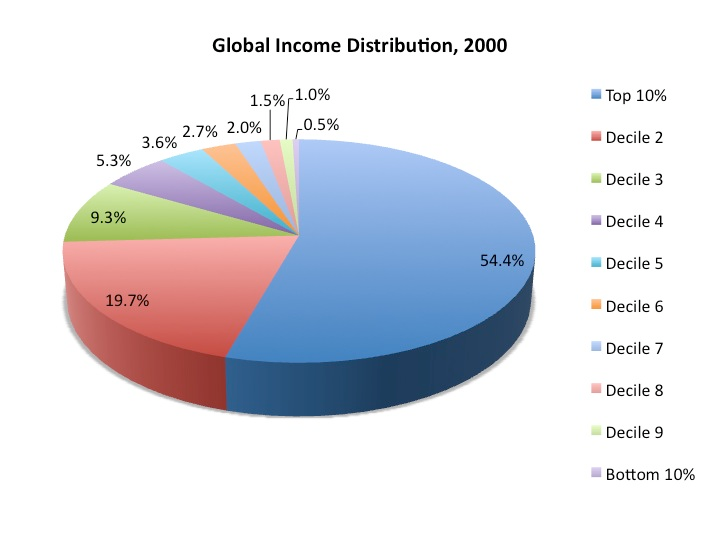 Global Income Distribution, 2000
1.5%
1.0%
0.5%
2.0%
2.7%
3.6%
5.3%
9.3%
19.7%
54.4%
Top 10%
Decile 2
Decile 3
Decile 4
Decile 5
Decile 6
Decile 7
Decile 8
Decile 9
Bottom 10%